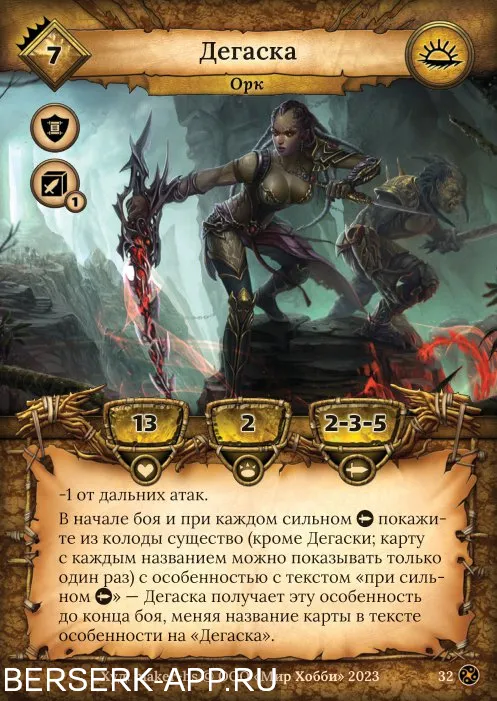 7
Дегаска
Орк
1
13
2
2-3-5
-1 от дальних атак.
В начале боя и при каждом сильном покажи-
те из колоды существо (кроме Дегаски; карту
с каждым названием можно показывать только
один раз) с особенностью с текстом «при силь-
ном » — Дегаска получает эту особенность
до конца боя, меняя название карты в тексте
особенности на «Дегаска».
© ООО «Мир Хобби» 2023
32
BERSERK-APP.РУ